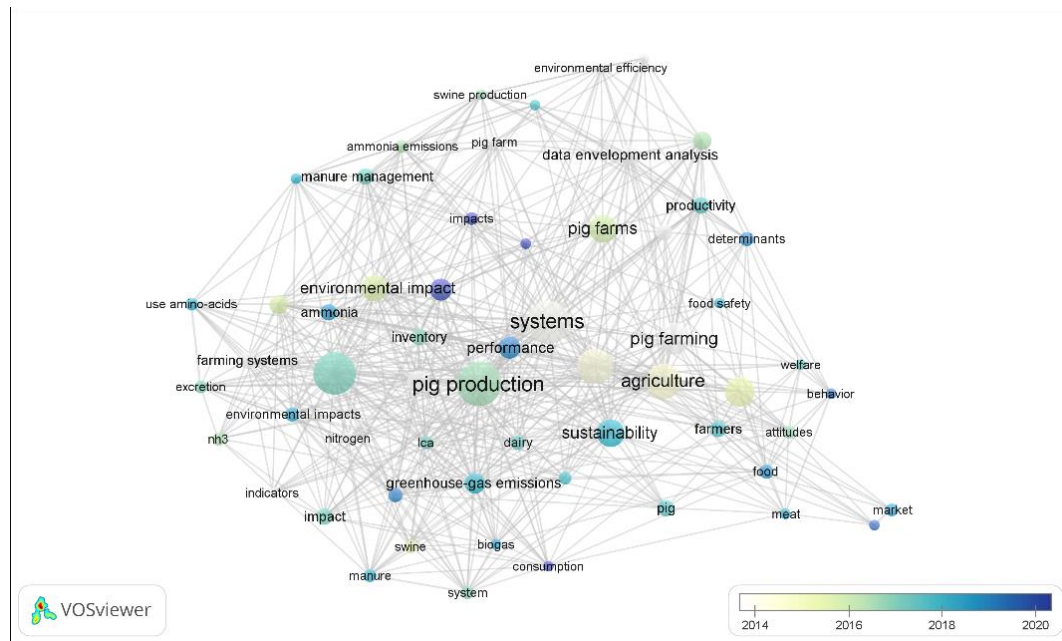 environmental efficiency
swine production
ammonia emissions
pig farm
data envelopment analysis
manure management
productivity
impacts
pig farms
determinants
environmental impact
use amino-acids
ammonia
food safety
systems
inventory
performance
pig farming
farming systems
welfare
pig production
agriculture
excretion
behavior
environmental impacts
nh3
nitrogen
lca
dairy
sustainability
farmers
attitudes
food
greenhouse-gas emissions
indicators
impact
pig
meat
market
swine
biogas
manure
consumption
system
VOSviewer
2014
2016
2018
2020